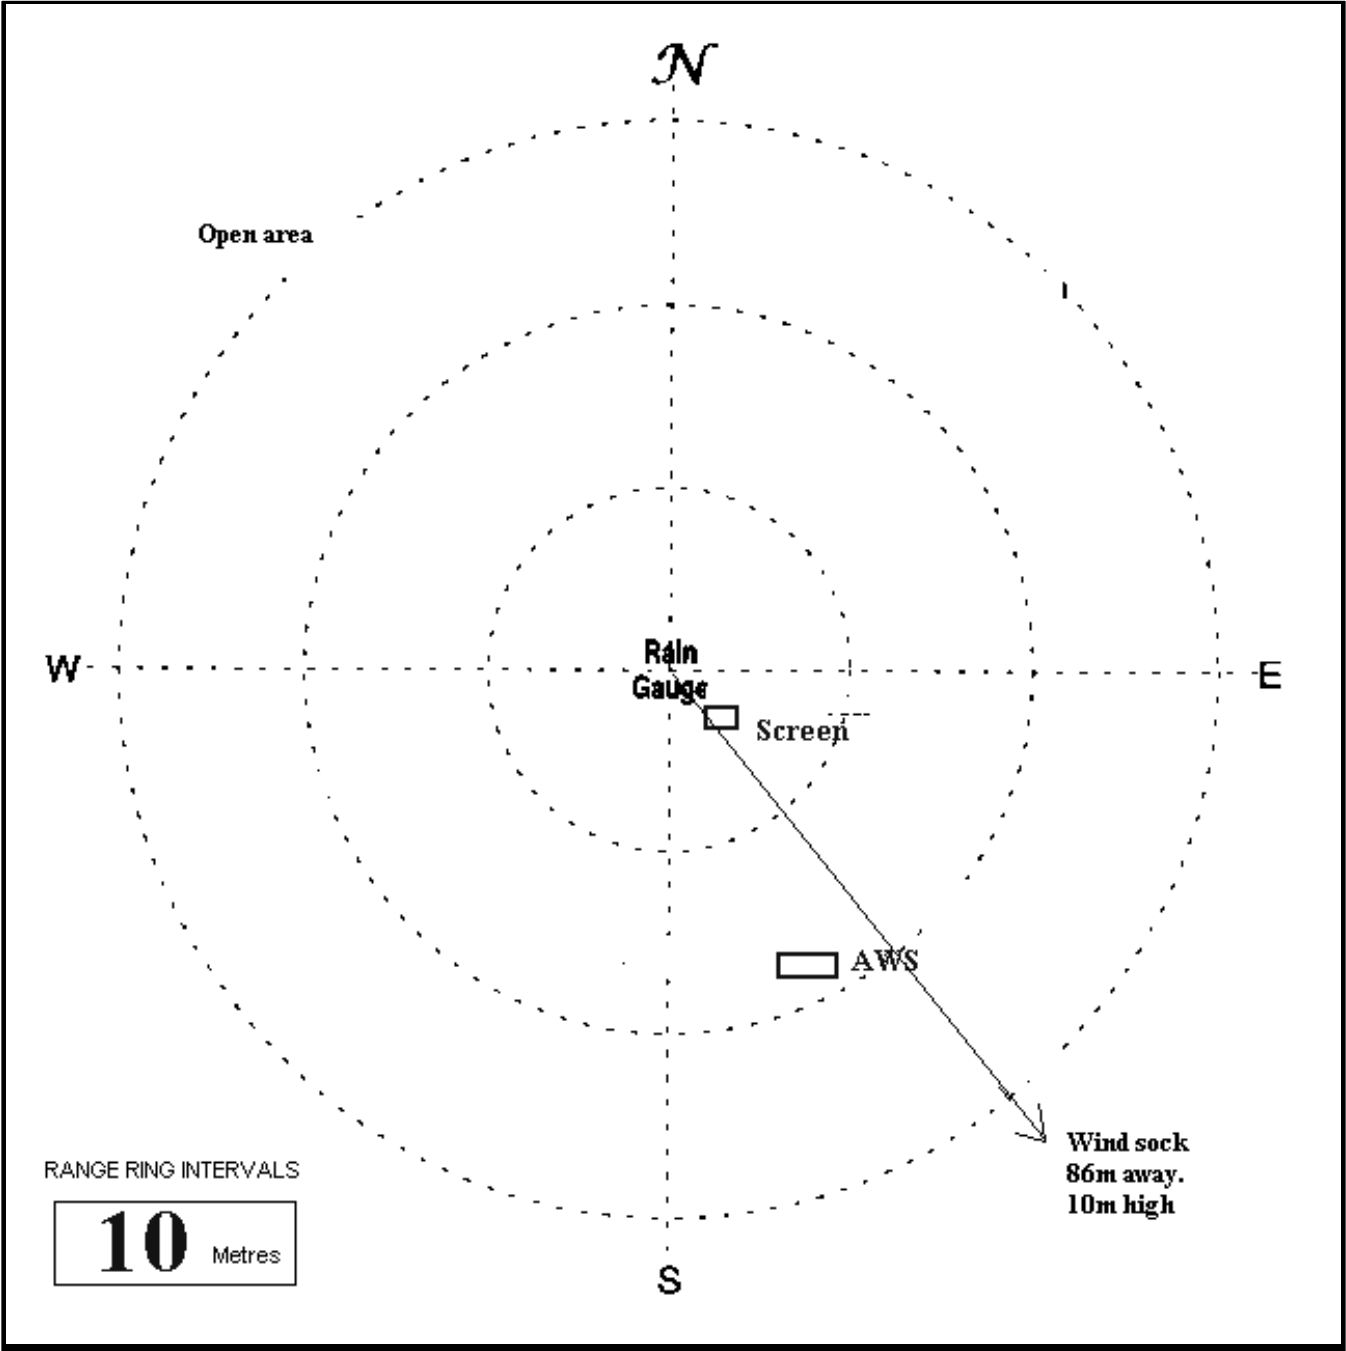 N
Open area
W
Rain
Gauge
E
Screen
AWS
Wind sock
86m away.
10m high
RANGE RING INTERVALS
10 Metres
S